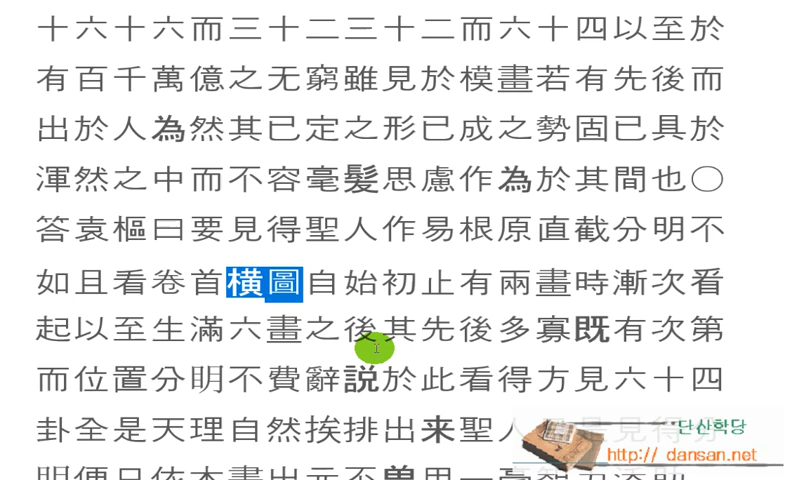 十六十六而三十二三十二而六十四以至於
有百千萬億之无窮雖見於模畫若有先後而
出於人為然其已定之形已成之勢固已具於
渾然之中而不容毫髮思慮作為於其間也○
答袁樞曰要見得聖人作易根原直截分明不
如且看卷首橫圖自始初止有兩畫時漸次看
起以至生滿六畫之後其先後多寡既有次第
而位置分明不費辭説於此看得方見六十四
卦全是天理自然挨排出来聖人
단산학당
http:// dansan.net